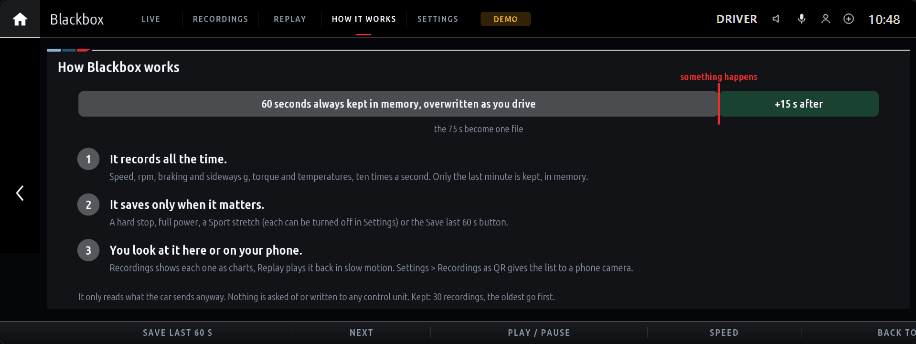 Blackbox
LIVE
RECORDINGS
REPLAY
HOW IT WORKS
SETTINGS
DEMO
DRIVER
10:48
How Blackbox works
something happens
60 seconds always kept in memory, overwritten as you drive
+15 s after
the 75 s become one file
1
It records all the time.
Speed, rpm, braking and sideways g, torque and temperatures, ten times a second. Only the last minute is kept, in memory.
2
It saves only when it matters.
A hard stop, full power, a Sport stretch (each can be turned off in Settings) or the Save last 60 s button.
3
You look at it here or on your phone.
Recordings shows each one as charts, Replay plays it back in slow motion. Settings > Recordings as QR gives the list to a phone camera.
It only reads what the car sends anyway. Nothing is asked of or written to any control unit. Kept: 30 recordings, the oldest go first.
SAVE LAST 60 S
NEXT
PLAY / PAUSE
SPEED
BACK TO